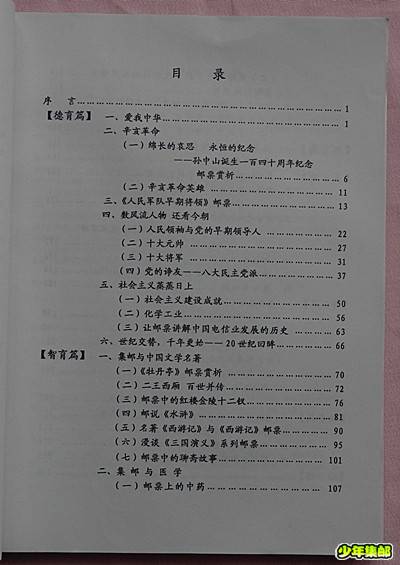 目 录
序 言……………………………………………… 1
【德育篇】 一、爱我中华……………………………………… 1
二、辛亥革命
(一)绵长的哀思 永恒的纪念
——孙中山诞生一百四十周年纪念
邮票赏析……………………………… 6
(二)辛亥革命英雄……………………………… 11
三、《人民军队早期将领》邮票……………………… 13
四、数风流人物 还看今朝
(一)人民领袖与党的早期领导人 …………… 22
(二)十大元帅 ………………………………… 27
(三)十大将军 ………………………………… 31
(四)党的诤友——八大民主党派……………… 37
五、社会主义蒸蒸日上
(一)社会主义建设成就………………………… 50
(二)化学工业…………………………………… 56
(三)让邮票讲解中国电信业发展的历史 …… 63
六、世纪交替,千年更始——20世纪回眸………… 66
【智育篇】 一、集邮与中国文学名著
(一)《牡丹亭》邮票赏析 …………………… 70
(二)二王西厢 百世并传……………………… 72
(三)邮票中的红楼金陵十二钗………………… 76
(四)邮说《水浒》……………………………… 81
(五)名著《西游记》与《西游记》邮票 …… 90
(六)漫谈《三国演义》系列邮票……………… 95
(七)邮票中的聊斋故事………………………… 101
二、集 邮 与 医 学
(一)邮票上的中药……………………………… 107
少年集邮